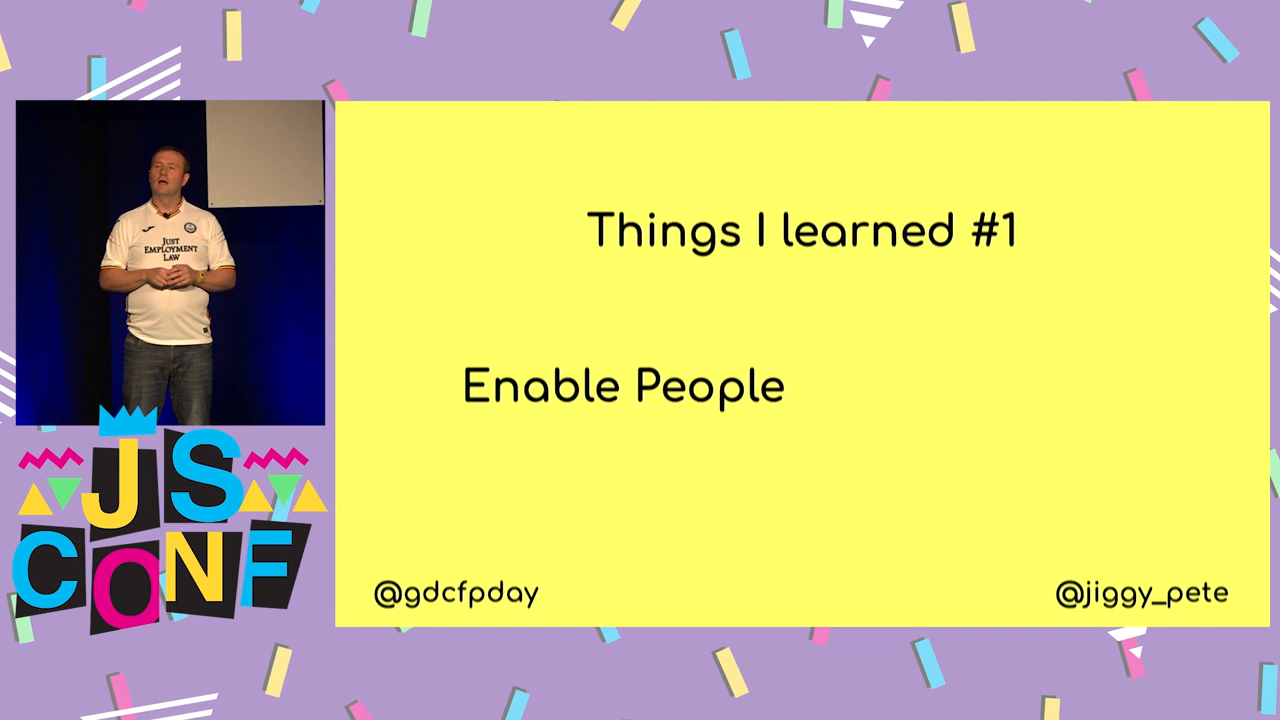 Things I learned #1
Enable People
@gdcfpday
@jiggy_pete
JUST
EMPLOYMENT
LAW
JS
CONF